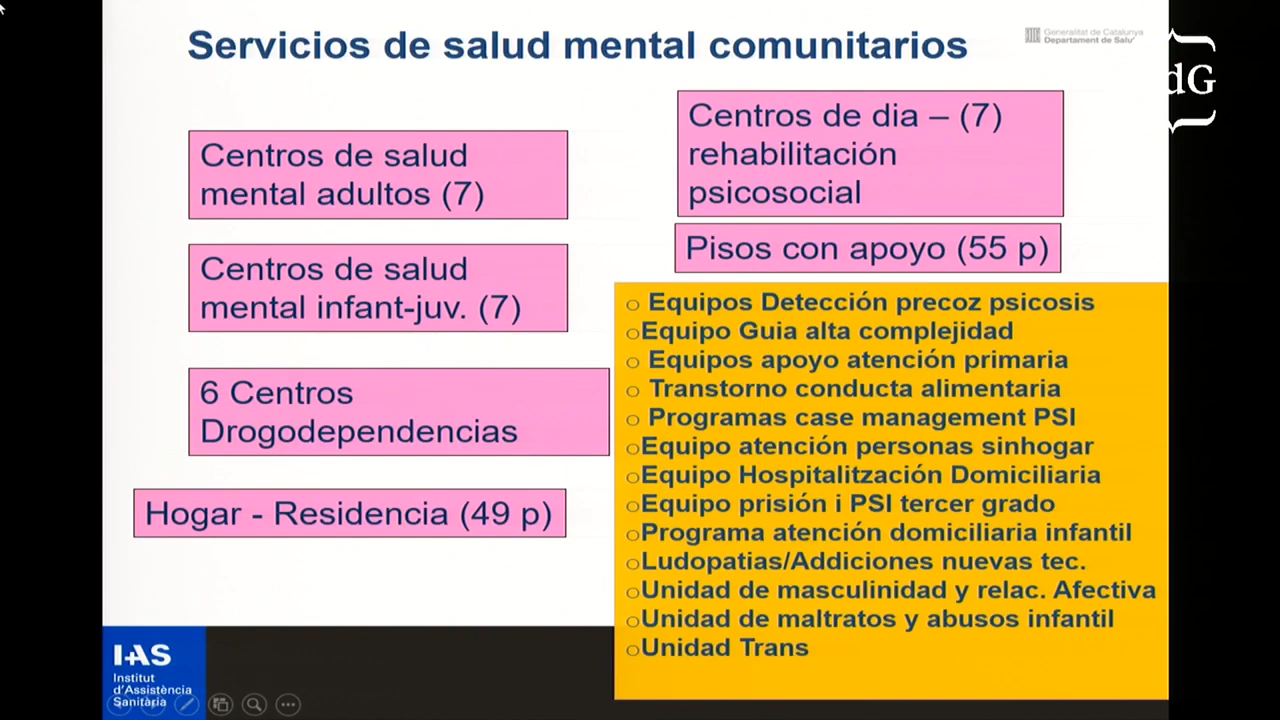 Servicios de salud mental comunitarios
Generalitat de Catalunya
Departament de Salut
dG
Centros de salud
mental adultos (7)
Centros de salud
mental infant-juv. (7)
6 Centros
Drogodependencias
Hogar - Residencia (49 p)
Centros de dia – (7)
rehabilitación
psicosocial
Pisos con apoyo (55 p)
○ Equipos Detección precoz psicosis
○Equipo Guia alta complejidad
○ Equipos apoyo atención primaria
○ Transtorno conducta alimentaria
○ Programas case management PSI
○Equipo atención personas sinhogar
○Equipo Hospitalitzación Domiciliaria
○Equipo prisión i PSI tercer grado
○Programa atención domiciliaria infantil
○Ludopatias/Addiciones nuevas tec.
○Unidad de masculinidad y relac. Afectiva
○Unidad de maltratos y abusos infantil
○Unidad Trans
IAS
Institut
d'Assistència
Sanitària